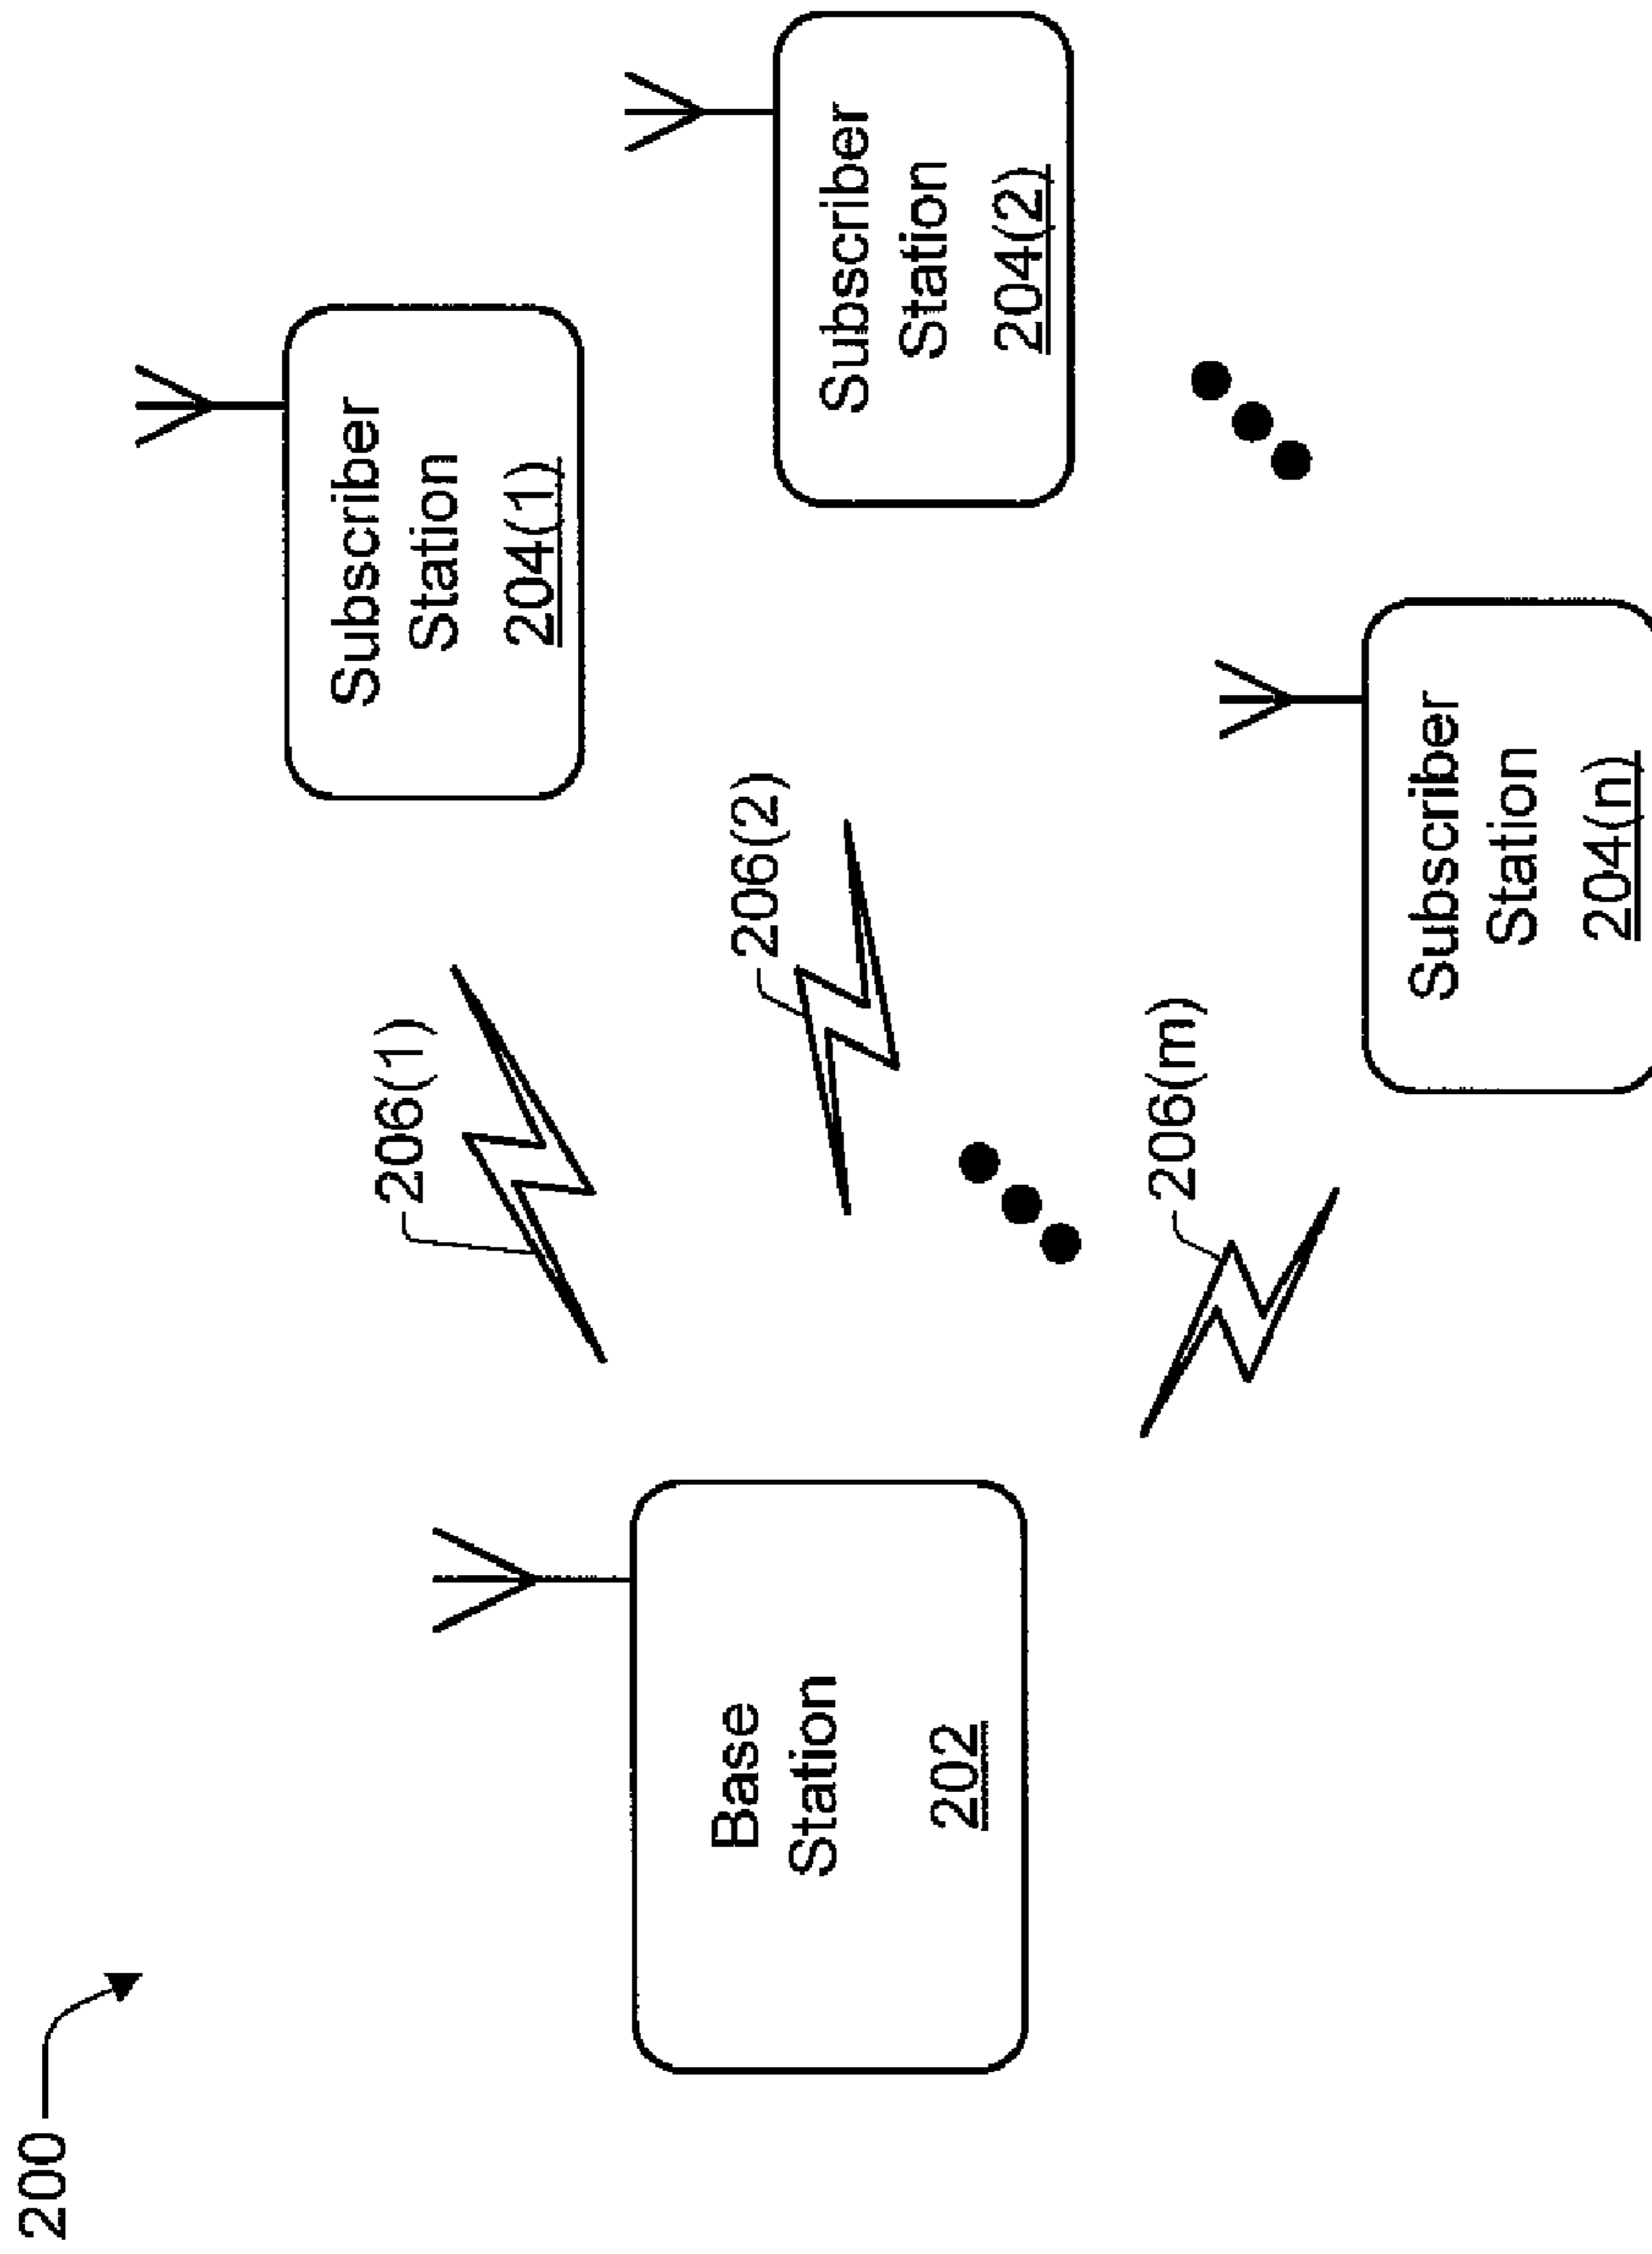 200
Base
Station
202
206(1)
206(2)
206(m)
Subscriber
Station
204(1)
Subscriber
Station
204(2)
Subscriber
Station
204(n)